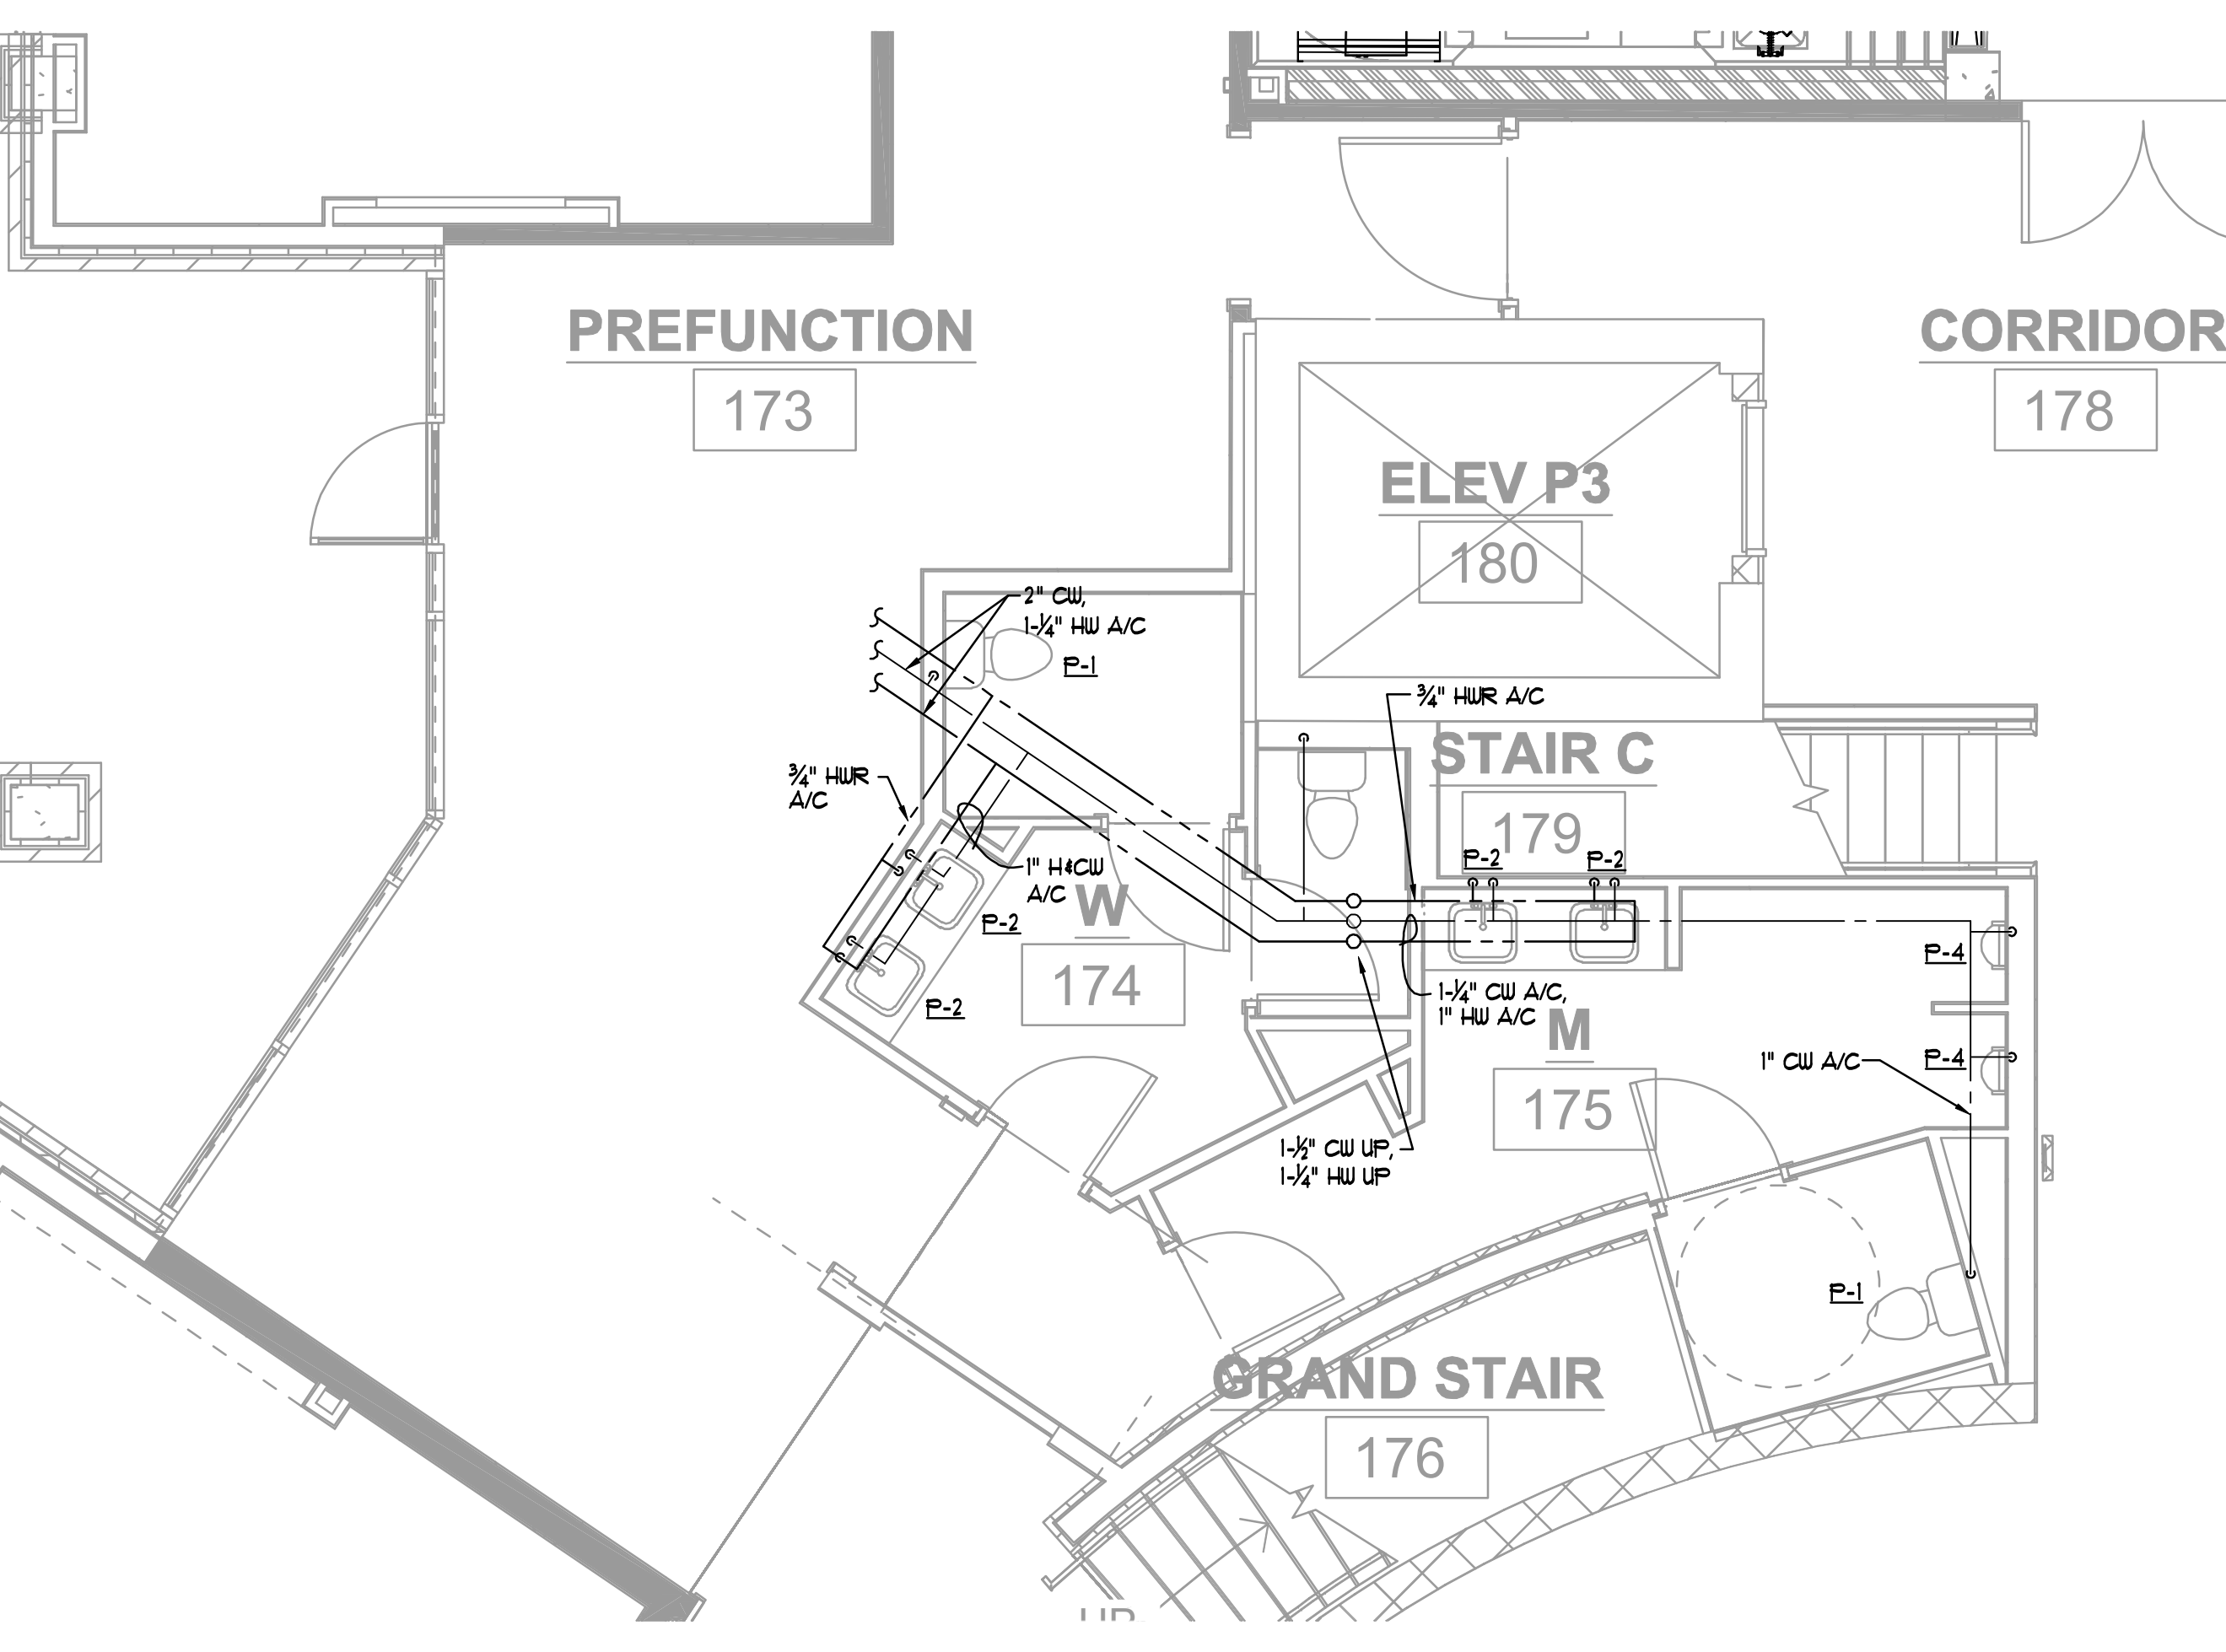 PREFUNCTION
173
CORRIDOR
178
ELEV P3
180
2" CW,
1-¼" HW A/C
P-1
¾" HWR A/C
STAIR C
179
¾" HWR
A/C
P-2
P-2
1" H&CW
A/C
W
174
P-2
P-2
1-¼" CW A/C,
1" HW A/C
M
175
P-4
P-4
1" CW A/C
1-½" CW UP,
1-¼" HW UP
P-1
GRAND STAIR
176
UP